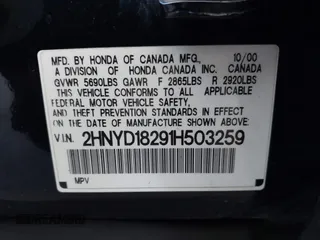 MFD. BY HONDA OF CANADA MFG., 10/00
A DIVISION OF HONDA CANADA INC. CANADA
GVWR 5690LBS GAWR F 2865LBS R 2920LBS
THIS VEHICLE CONFORMS TO ALL APPLICABLE
FEDERAL MOTOR VEHICLE SAFETY
AND THEFT PREVENTION STANDARDS IN EFFECT
ON THE DATE OF MANUFACTURE SHOWN ABOVE.
V.I.N. 2HNYD18291H503259
MPV